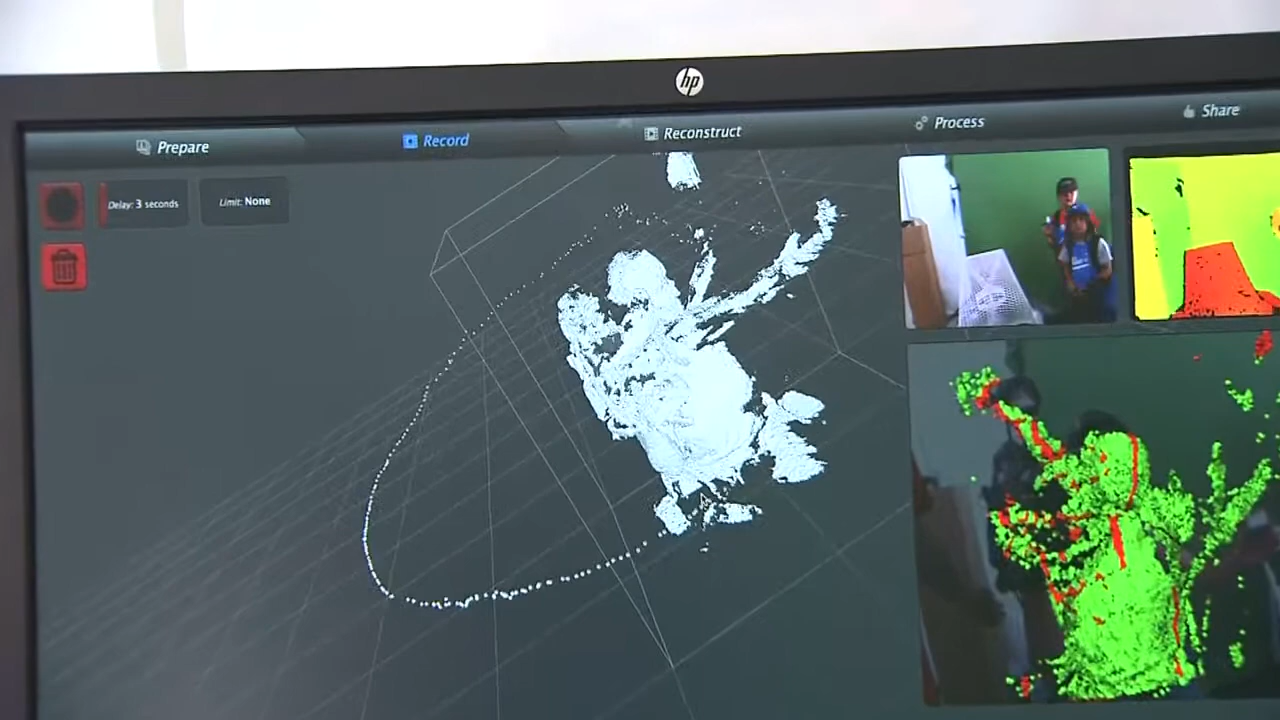 hp
Prepare
Record
Reconstruct
Process
Share
Delay: 3 seconds
Limit: None